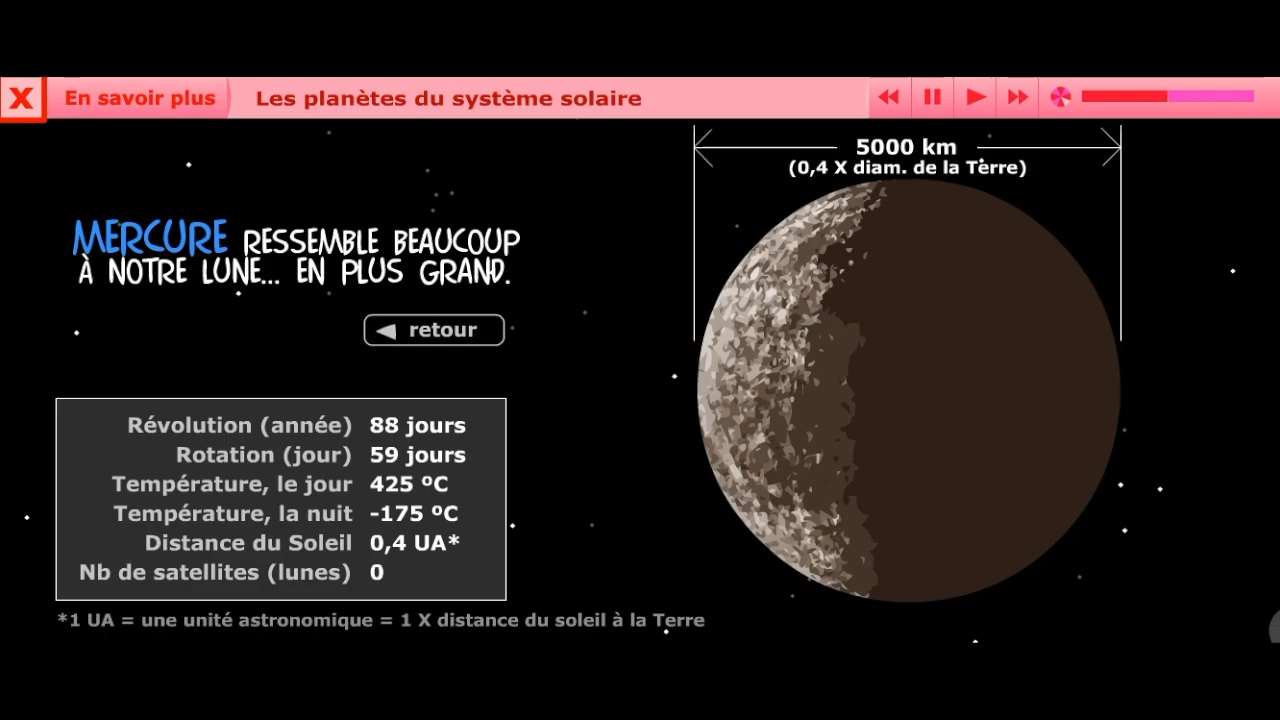 X En savoir plus Les planètes du système solaire
5000 km
(0,4 X diam. de la Terre)
MERCURE RESSEMBLE BEAUCOUP
À NOTRE LUNE... EN PLUS GRAND.
retour
Révolution (année) 88 jours
Rotation (jour) 59 jours
Température, le jour 425 ºC
Température, la nuit -175 ºC
Distance du Soleil 0,4 UA*
Nb de satellites (lunes) 0
*1 UA = une unité astronomique = 1 X distance du soleil à la Terre